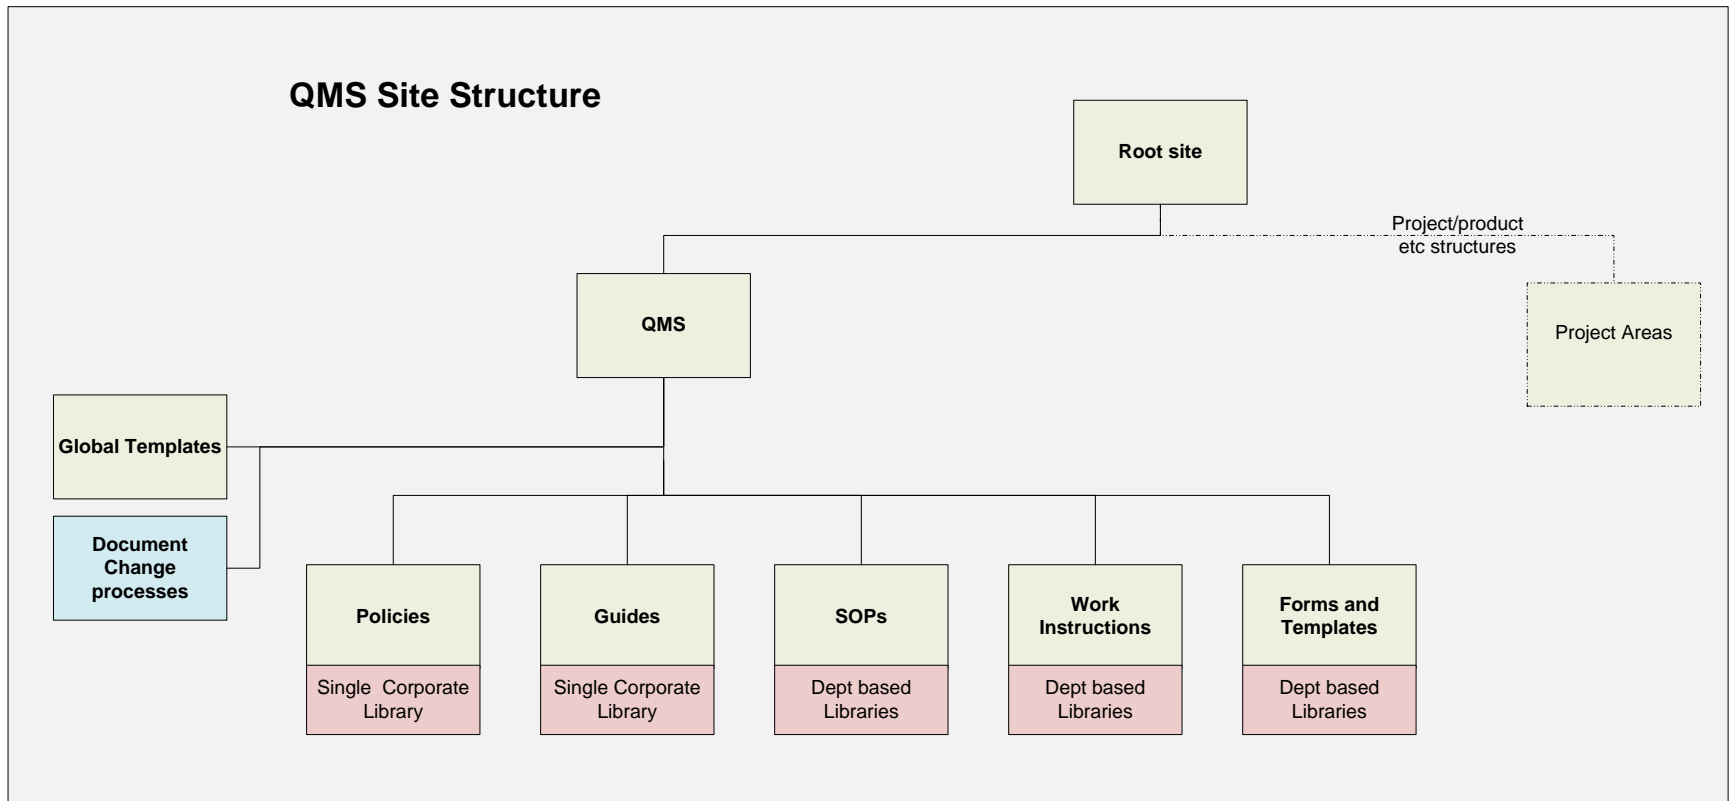 QMS Site Structure
Root site
Project/product
etc structures
QMS
Project Areas
Global Templates
Document
Change
processes
Policies
Guides
SOPs
Work
Instructions
Forms and
Templates
Single  Corporate
Library
Single Corporate
Library
Dept based
Libraries
Dept based
Libraries
Dept based
Libraries